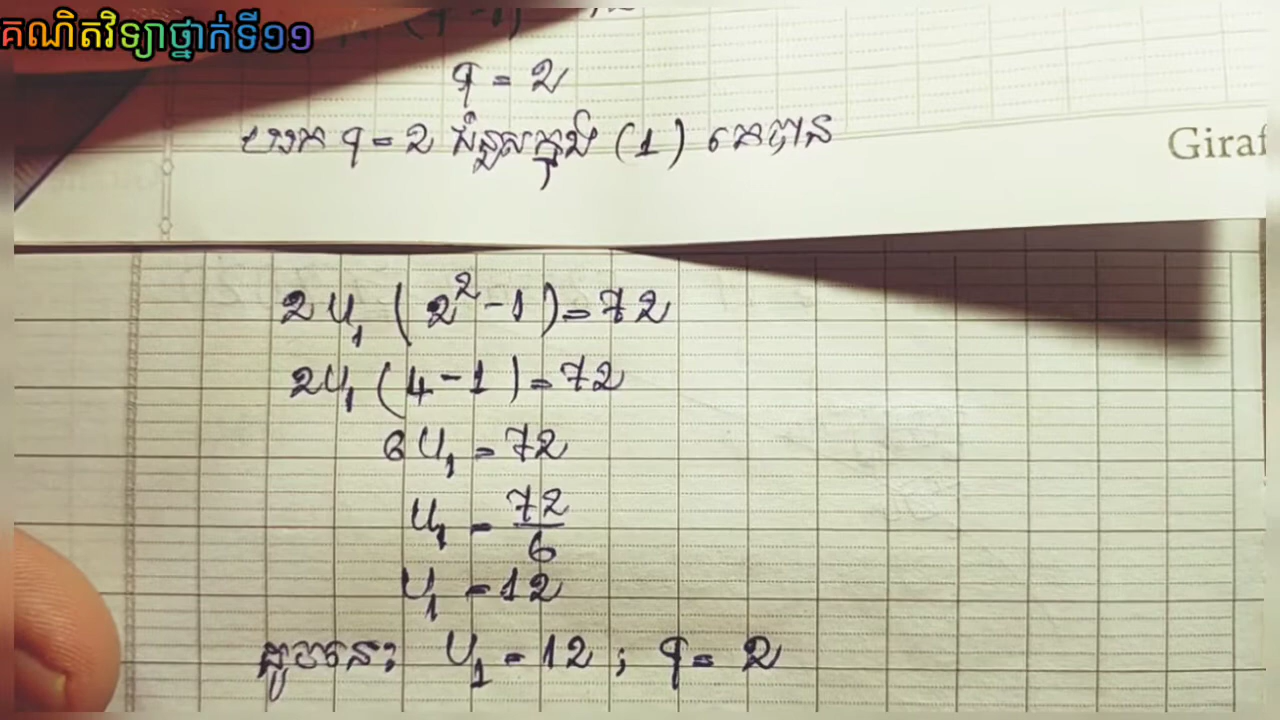 គណិតវិទ្យាថ្នាក់ទី១១
q = 2
យក q = 2 ជំនួសក្នុង (1) គេបាន
Giraf
2U₁ (2² - 1) = 72
2U₁ (4 - 1) = 72
6U₁ = 72
U₁ = 72/6
U₁ = 12
ដូចនេះ U₁ = 12 ; q = 2